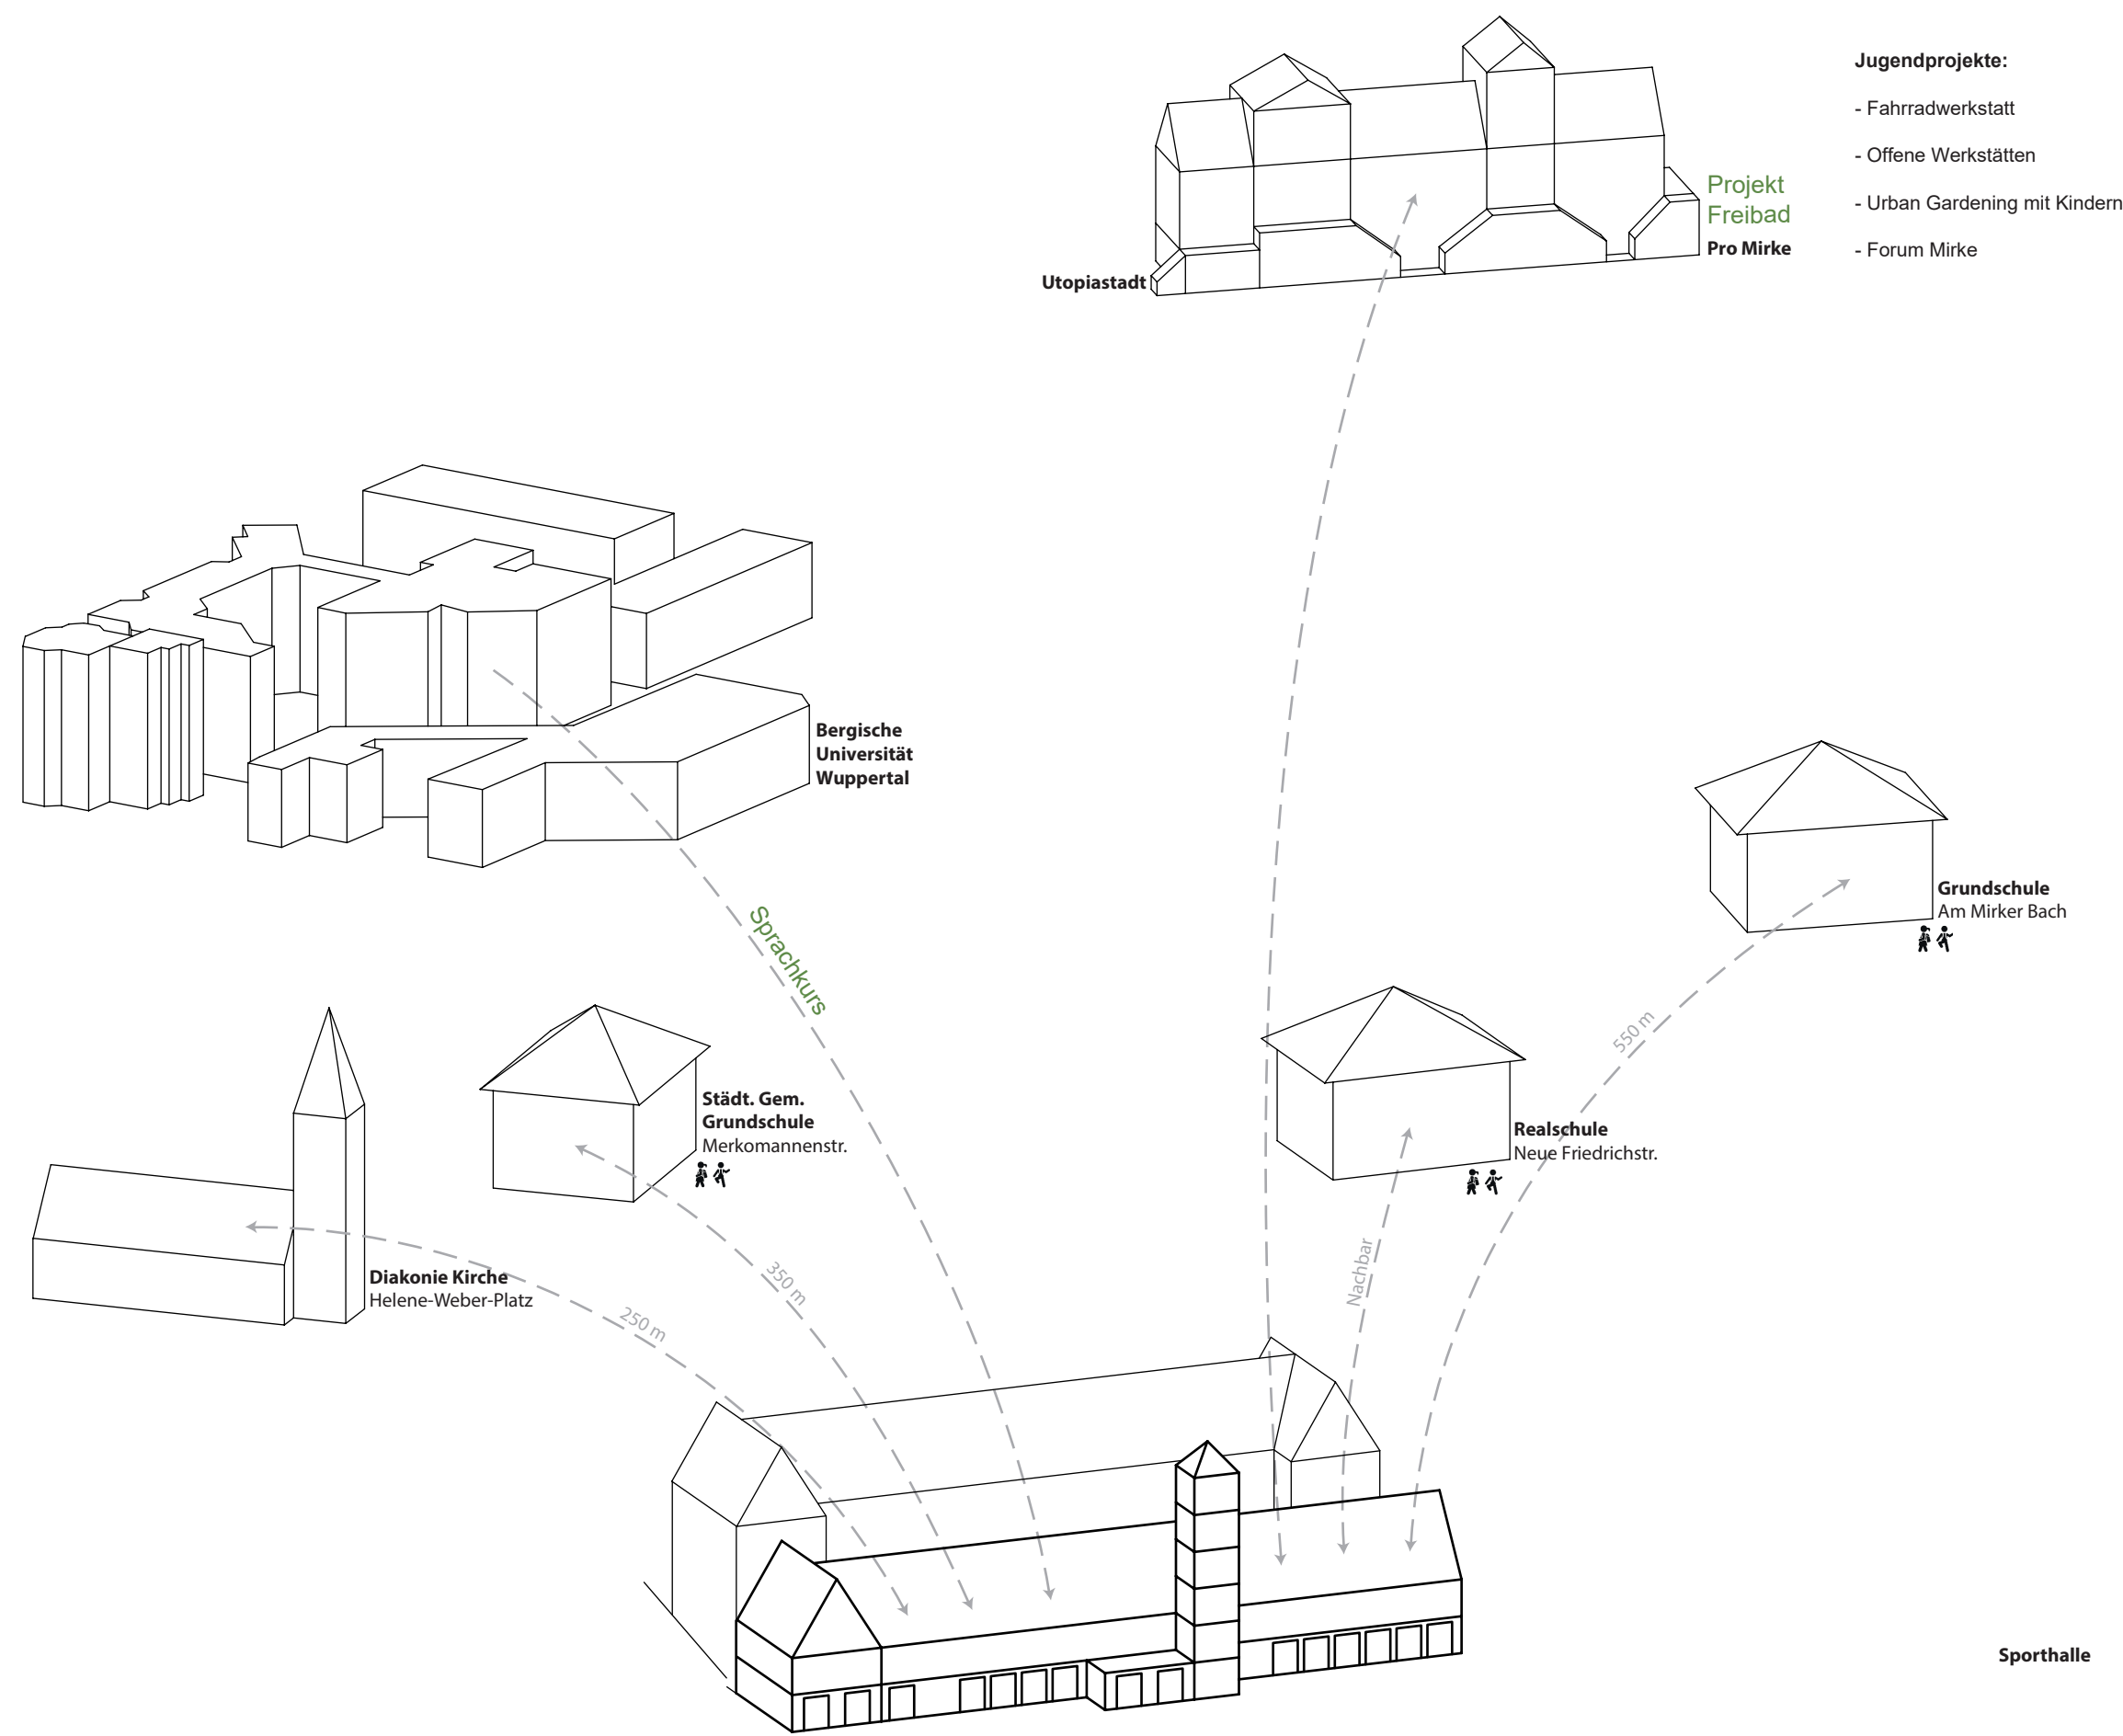 Jugendprojekte:
- Fahrradwerkstatt
- Offene Werkstätten
- Urban Gardening mit Kindern
- Forum Mirke
Projekt
Freibad
Pro Mirke
Utopiastadt
Bergische
Universität
Wuppertal
Sprachkurs
Grundschule
Am Mirker Bach
550 m
Städt. Gem.
Grundschule
Merkomannenstr.
350 m
Realschule
Neue Friedrichstr.
Nachbar
Diakonie Kirche
Helene-Weber-Platz
250 m
Sporthalle